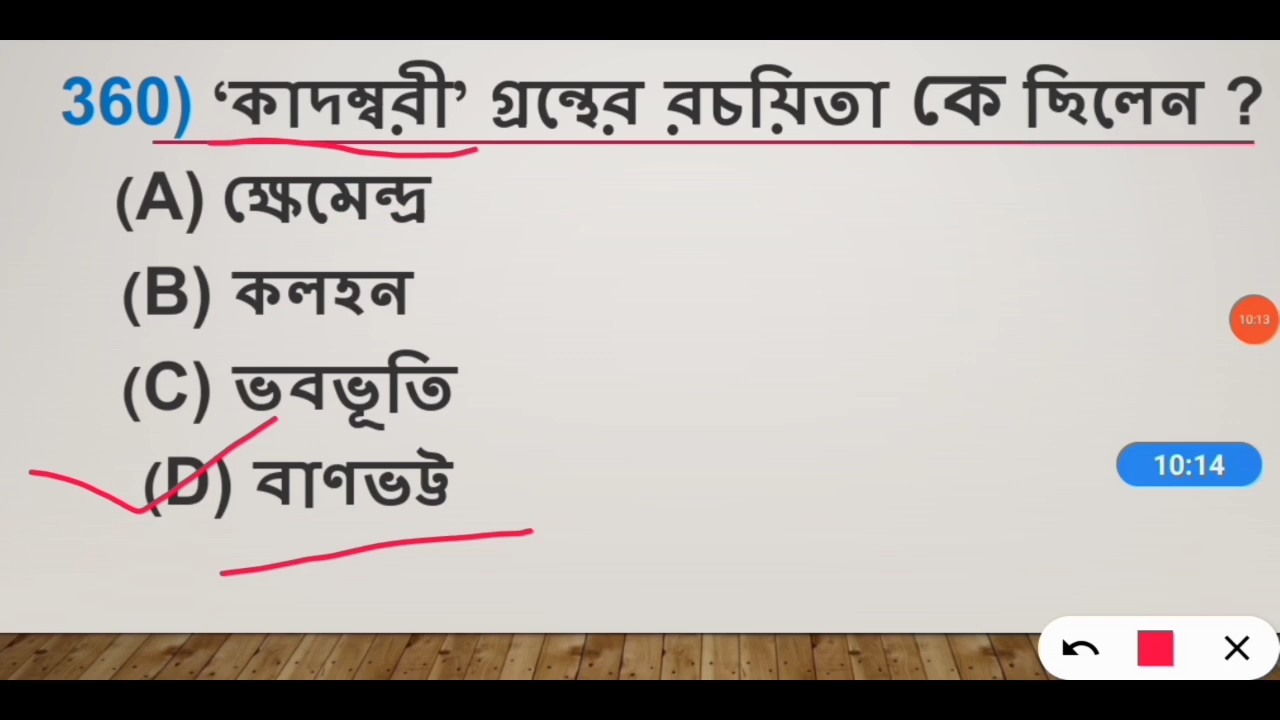 360) ‘কাদম্বরী’ গ্রন্থের রচয়িতা কে ছিলেন ?
(A) ক্ষেমেন্দ্র
(B) কলহন
(C) ভবভূতি
(D) বাণভট্ট
10:13
10:14